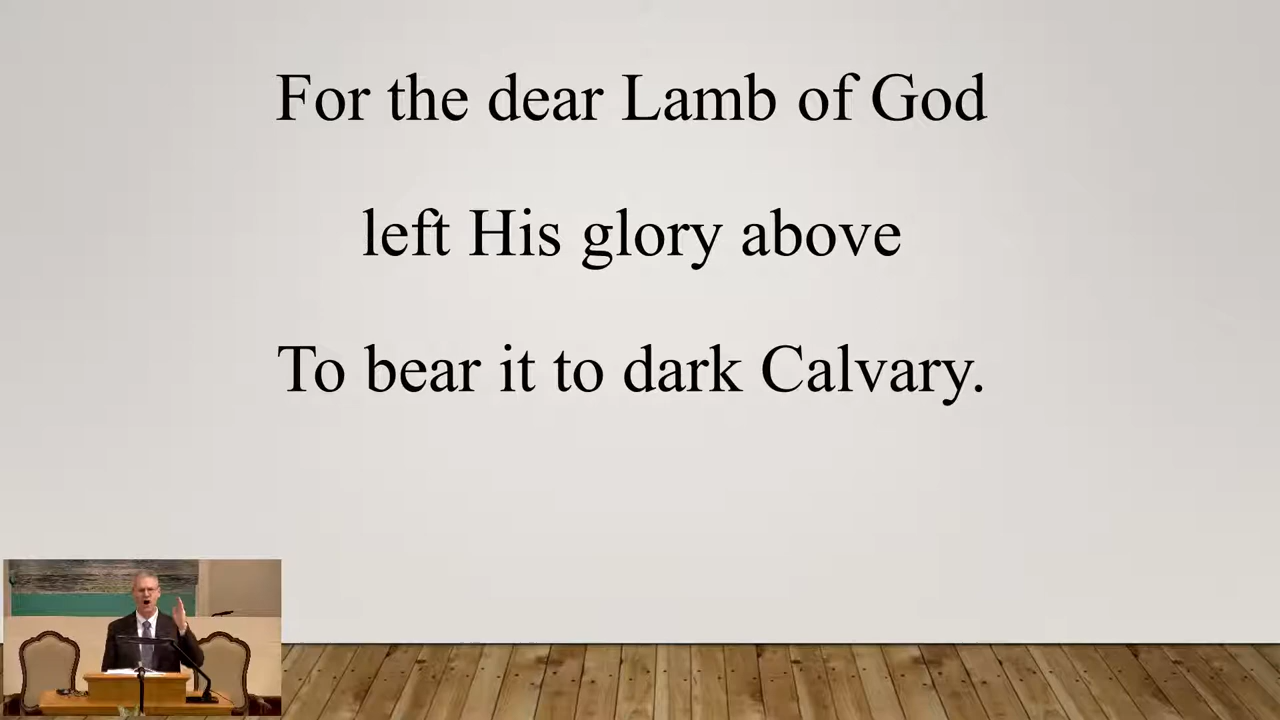 For the dear Lamb of God
left His glory above
To bear it to dark Calvary.